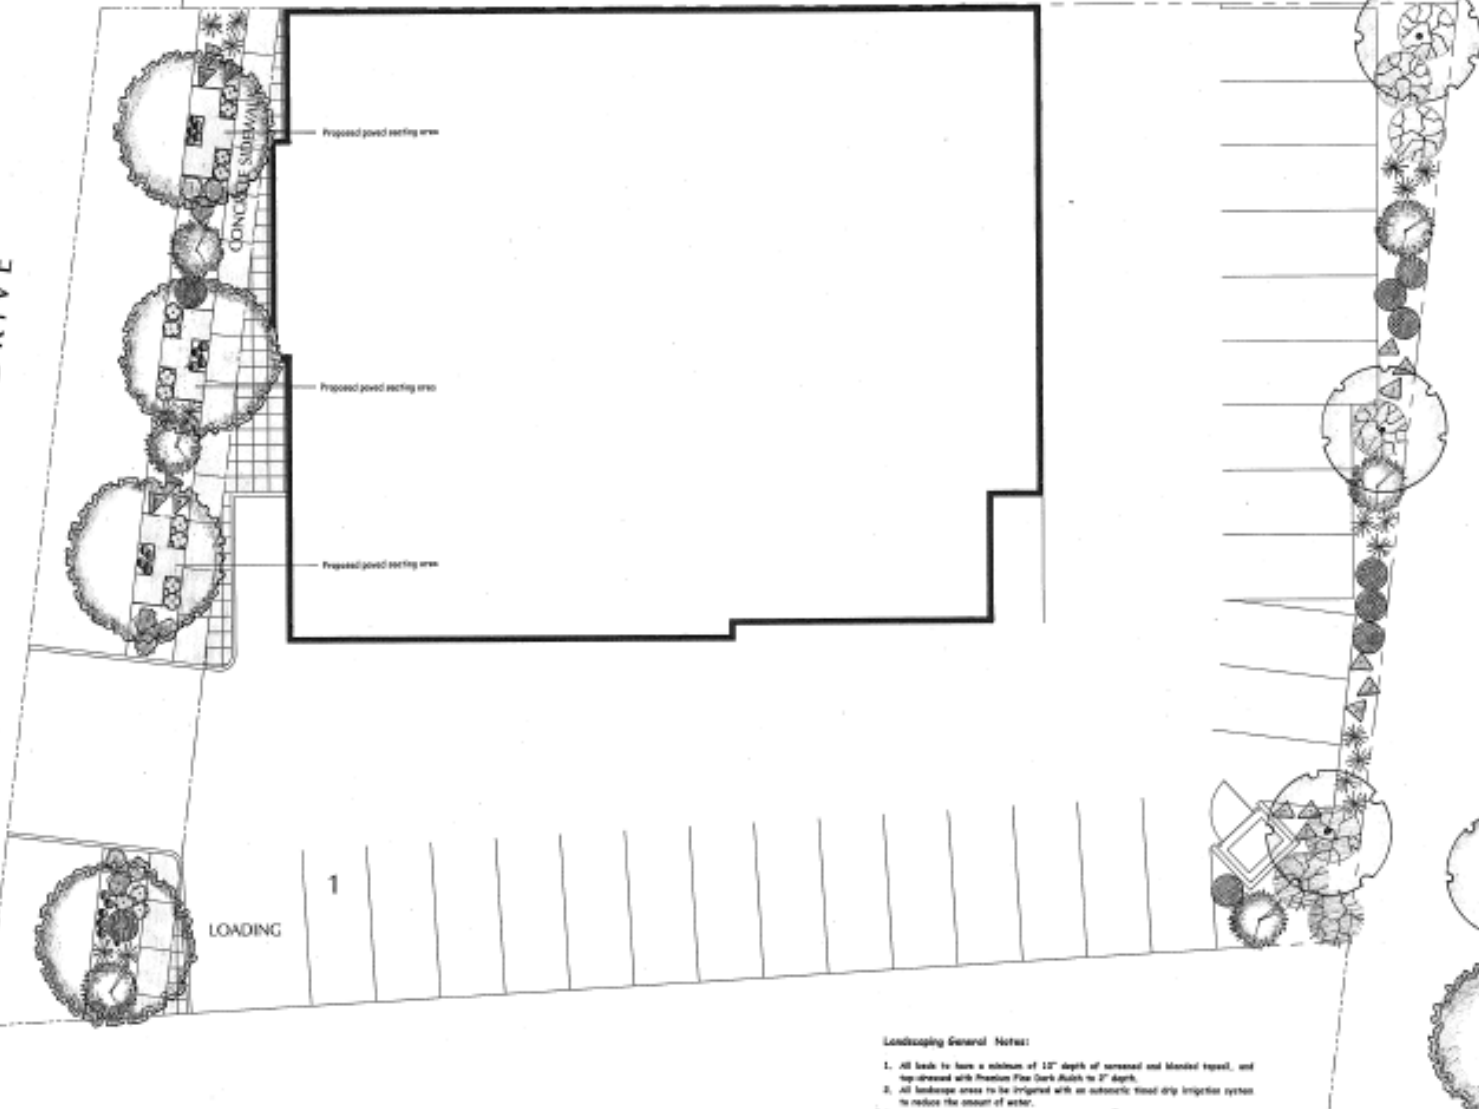 CONCRETE SIDEWALK
Proposed paved seating area
Proposed paved seating area
Proposed paved seating area
1
LOADING
Landscaping General Notes:
1. All beds to have a minimum of 12" depth of screened and blended topsoil, and
top-dressed with Premium Fine Dark Mulch to 2" depth.
2. All landscape areas to be irrigated with an automatic timed drip irrigation system
to reduce the amount of water.